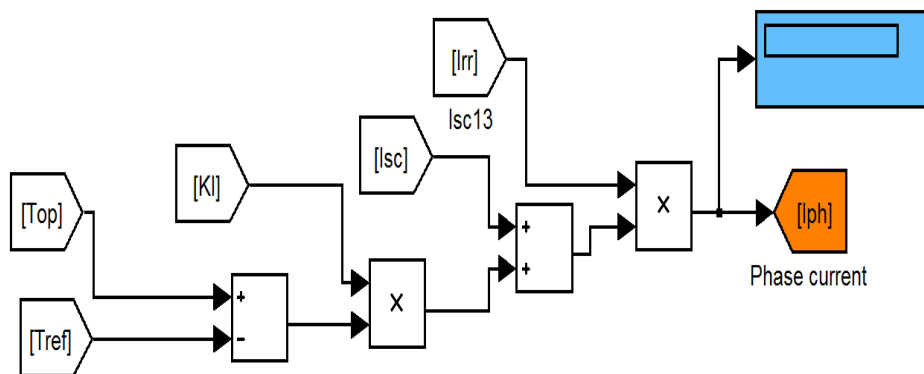 [Irr]
Isc13
[Isc]
[KI]
[Top]
[Tref]
+
−
×
+
+
×
[Iph]
Phase current